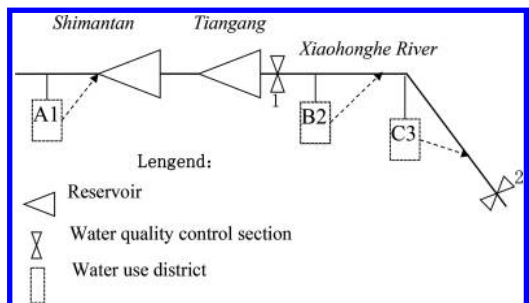 Shimantan
Tiangang
Xiaohonghe River
A1
1
B2
C3
2
Lengend:
Reservoir
Water quality control section
Water use district